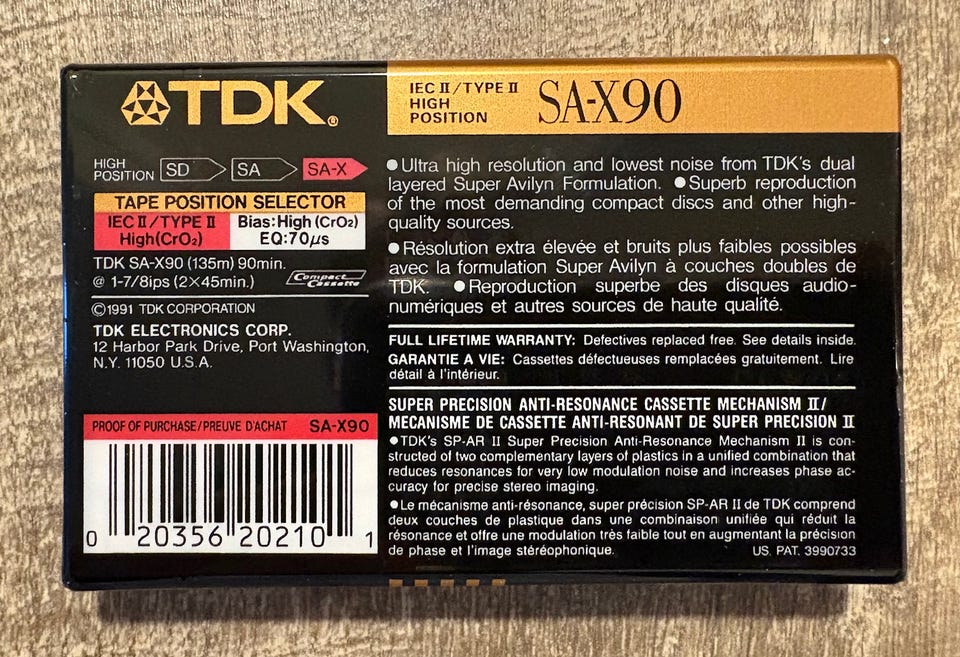 TDK®
IEC II/TYPE II
HIGH
POSITION
SA-X90
HIGH
POSITION
SD
SA
SA-X
TAPE POSITION SELECTOR
IEC II/TYPE II
High(CrO₂)
Bias:High (CrO₂)
EQ:70µs
TDK SA-X90 (135m) 90min.
@ 1-7/8ips (2×45min.)
Compact
Cassette
©1991 TDK CORPORATION
TDK ELECTRONICS CORP.
12 Harbor Park Drive, Port Washington,
N.Y. 11050 U.S.A.
PROOF OF PURCHASE/PREUVE D'ACHAT SA-X90
0 20356 20210 1
●Ultra high resolution and lowest noise from TDK's dual
layered Super Avilyn Formulation. ●Superb reproduction
of the most demanding compact discs and other high-
quality sources.
●Résolution extra élevée et bruits plus faibles possibles
avec la formulation Super Avilyn à couches doubles de
TDK. ●Reproduction superbe des disques audio-
numériques et autres sources de haute qualité.
FULL LIFETIME WARRANTY: Defectives replaced free. See details inside.
GARANTIE A VIE: Cassettes défectueuses remplacées gratuitement. Lire
détail à l'intérieur.
SUPER PRECISION ANTI-RESONANCE CASSETTE MECHANISM II/
MECANISME DE CASSETTE ANTI-RESONANT DE SUPER PRECISION II
●TDK's SP-AR II Super Precision Anti-Resonance Mechanism II is con-
structed of two complementary layers of plastics in a unified combination that
reduces resonances for very low modulation noise and increases phase ac-
curacy for precise stereo imaging.
●Le mécanisme anti-résonance, super précision SP-AR II de TDK comprend
deux couches de plastique dans une combinaison unifiée qui réduit la
résonance et offre une modulation très faible tout en augmentant la précision
de phase et l'image stéréophonique.
US. PAT. 3990733